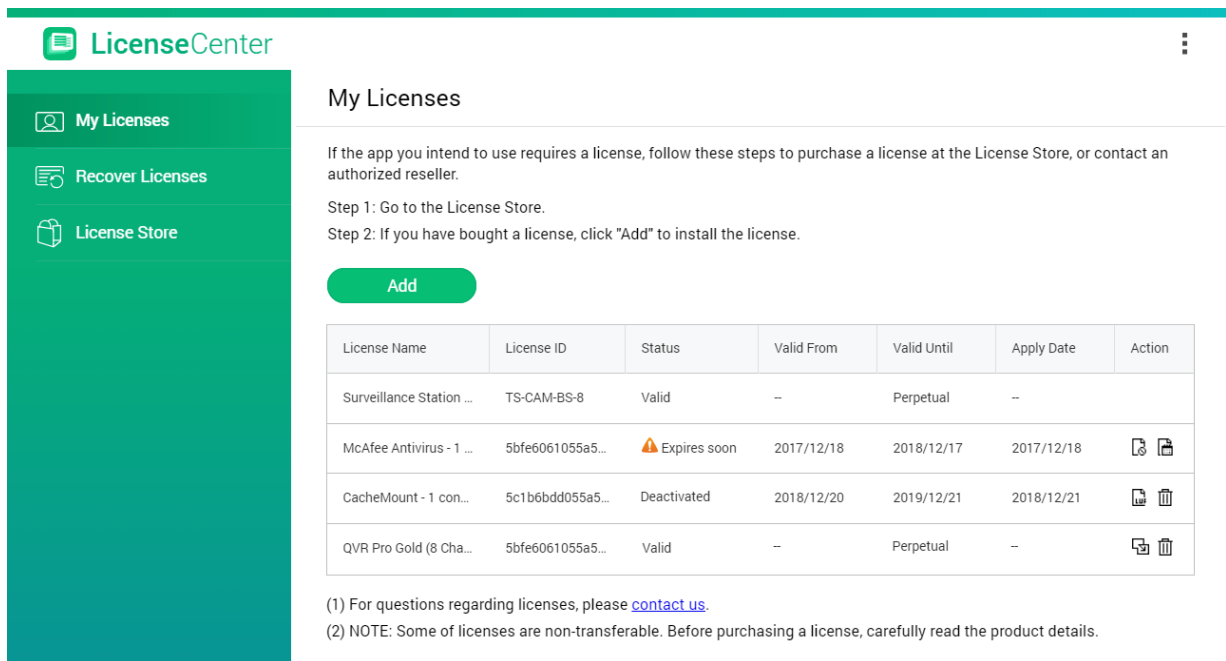 LicenseCenter
My Licenses
Recover Licenses
License Store
My Licenses
If the app you intend to use requires a license, follow these steps to purchase a license at the License Store, or contact an
authorized reseller.
Step 1: Go to the License Store.
Step 2: If you have bought a license, click "Add" to install the license.
Add
License Name License ID Status Valid From Valid Until Apply Date Action
Surveillance Station ... TS-CAM-BS-8 Valid -- Perpetual --
McAfee Antivirus - 1 ... 5bfe6061055a5... Expires soon 2017/12/18 2018/12/17 2017/12/18
CacheMount - 1 con... 5c1b6bdd055a5... Deactivated 2018/12/20 2019/12/21 2018/12/21
QVR Pro Gold (8 Cha... 5bfe6061055a5... Valid -- Perpetual --
(1) For questions regarding licenses, please contact us.
(2) NOTE: Some of licenses are non-transferable. Before purchasing a license, carefully read the product details.